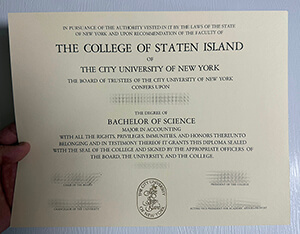 IN PURSUANCE OF THE AUTHORITY VESTED IN IT BY THE LAWS OF THE STATE
OF NEW YORK AND UPON RECOMMENDATION OF THE FACULTY OF
THE COLLEGE OF STATEN ISLAND
OF
THE CITY UNIVERSITY OF NEW YORK
THE BOARD OF TRUSTEES OF THE CITY UNIVERSITY OF NEW YORK
CONFERS UPON
THE DEGREE OF
BACHELOR OF SCIENCE
MAJOR IN ACCOUNTING
WITH ALL THE RIGHTS, PRIVILEGES, IMMUNITIES, AND HONORS THEREUNTO
BELONGING AND IN TESTIMONY THEREOF IT GRANTS THIS DIPLOMA SEALED
WITH THE SEAL OF THE COLLEGE AND SIGNED BY THE APPROPRIATE OFFICERS OF
THE BOARD, THE UNIVERSITY, AND THE COLLEGE.